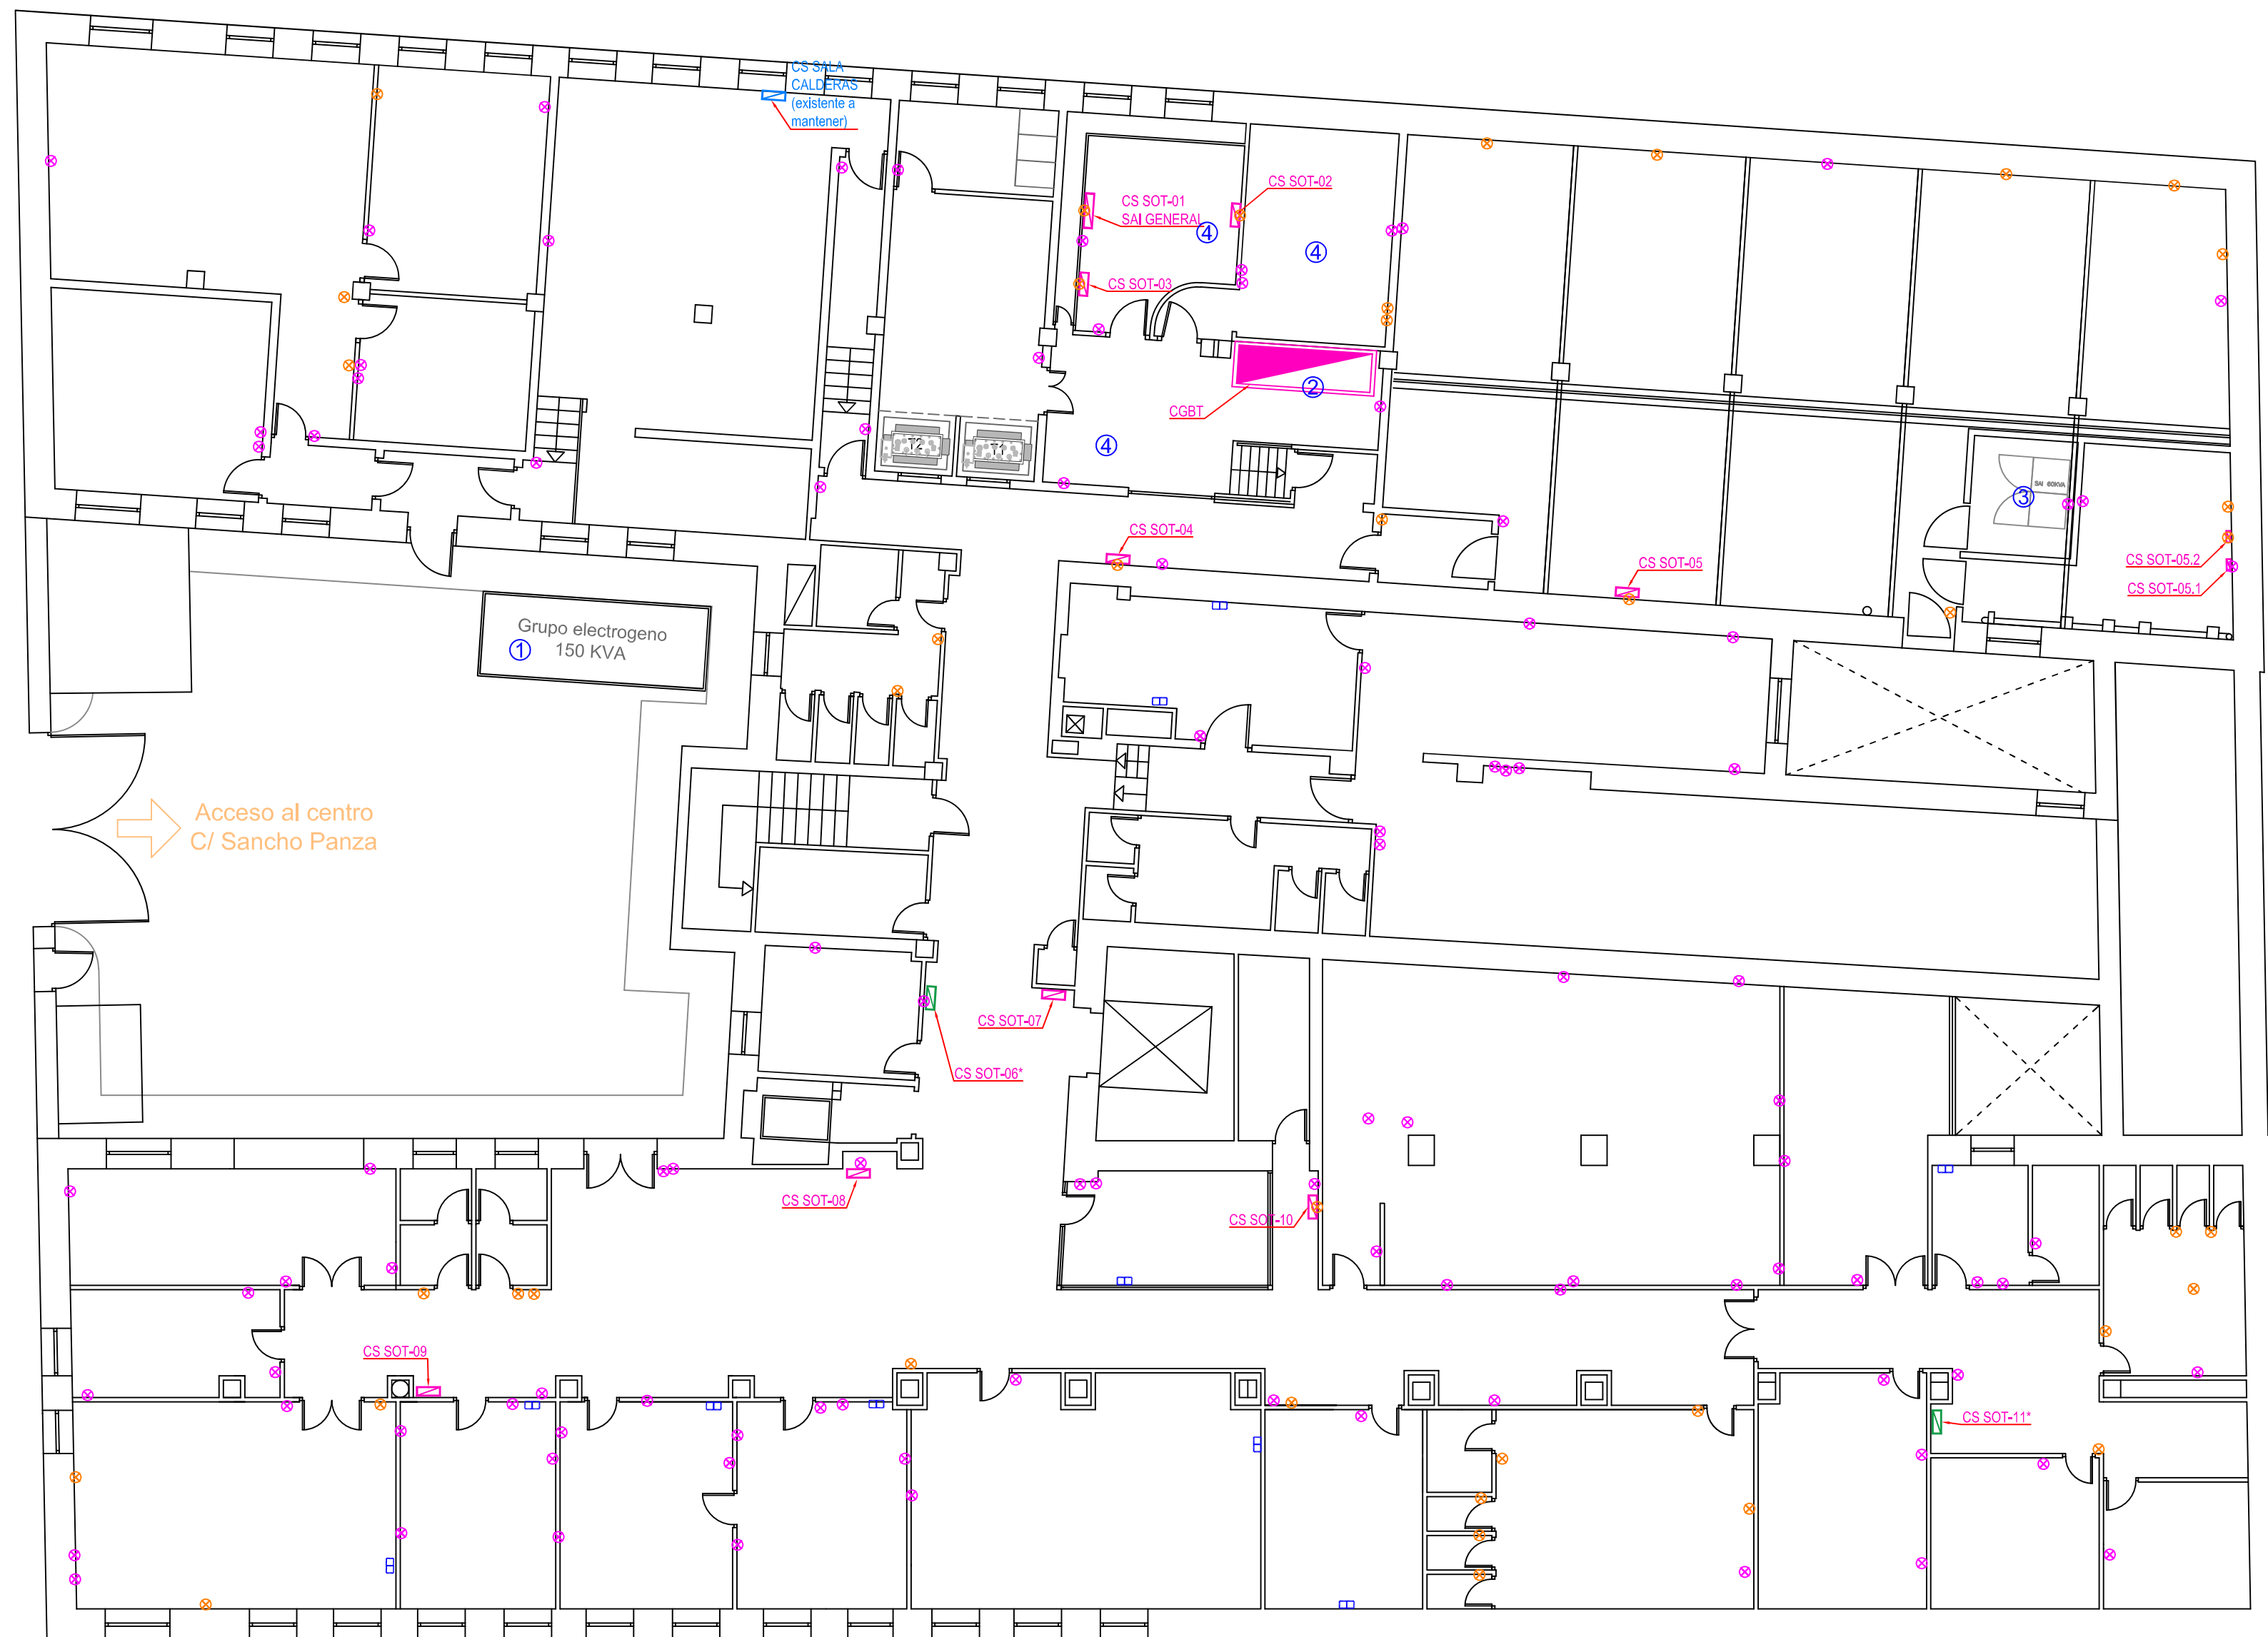 CS SALA
CALDERAS
(existente a
mantener)
CS SOT-01
SAI GENERAL
CS SOT-02
4
4
CS SOT-03
2
CGBT
4
T2
T1
SAI 60KVA
3
CS SOT-04
CS SOT-05
CS SOT-05.2
CS SOT-05.1
Grupo electrogeno
150 KVA
1
Acceso al centro
C/ Sancho Panza
CS SOT-07
CS SOT-06*
CS SOT-08
CS SOT-10
CS SOT-09
CS SOT-11*